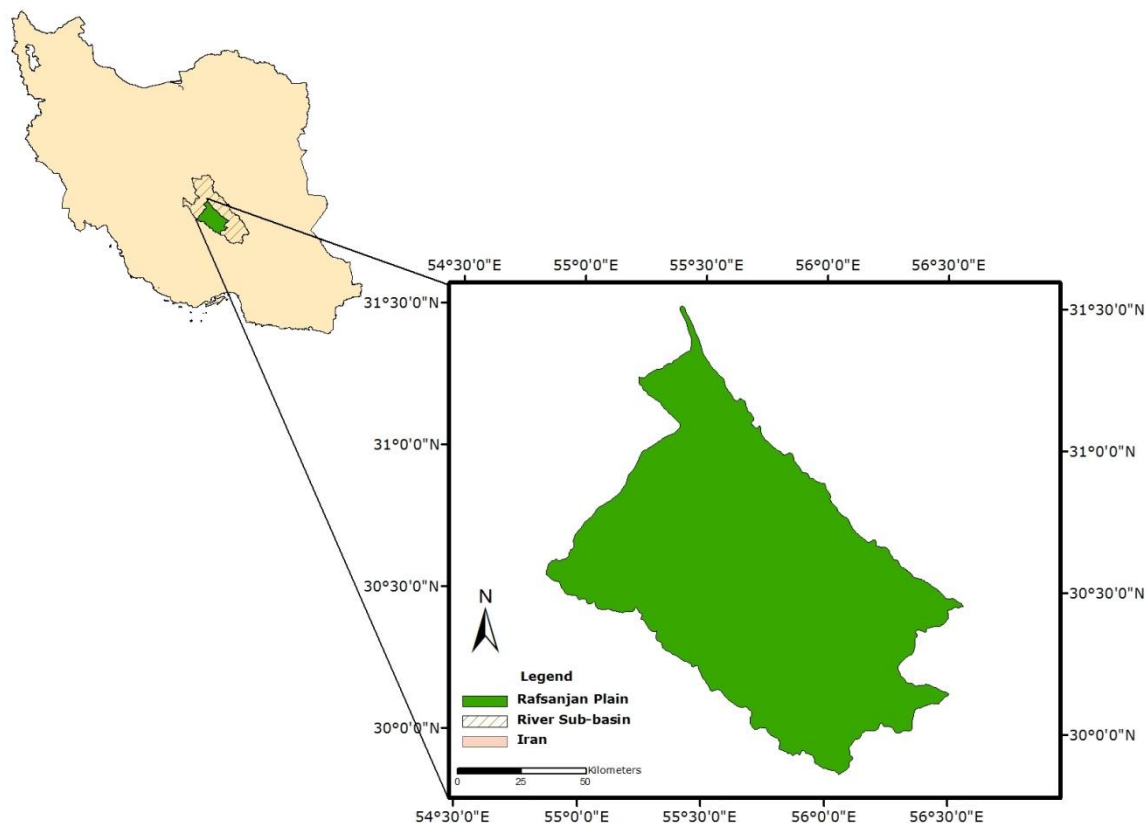 54°30'0"E 55°0'0"E 55°30'0"E 56°0'0"E 56°30'0"E
31°30'0"N 31°30'0"N
31°0'0"N 31°0'0"N
30°30'0"N 30°30'0"N
30°0'0"N 30°0'0"N
N
Legend
Rafsanjan Plain
River Sub-basin
Iran
Kilometers
0 25 50
54°30'0"E 55°0'0"E 55°30'0"E 56°0'0"E 56°30'0"E